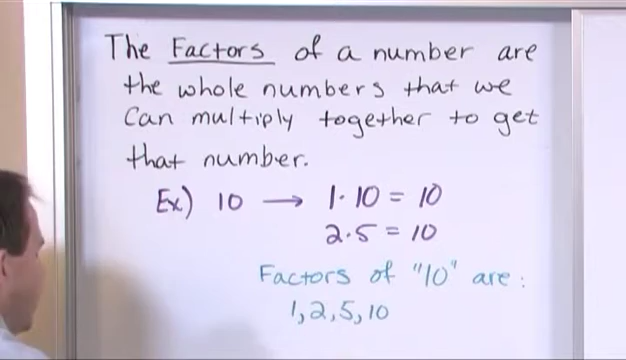 The Factors of a number are
the whole numbers that we
Can multiply together to get
that number.
Ex) 10 → 1·10 = 10
2·5 = 10
Factors of "10" are:
1, 2, 5, 10